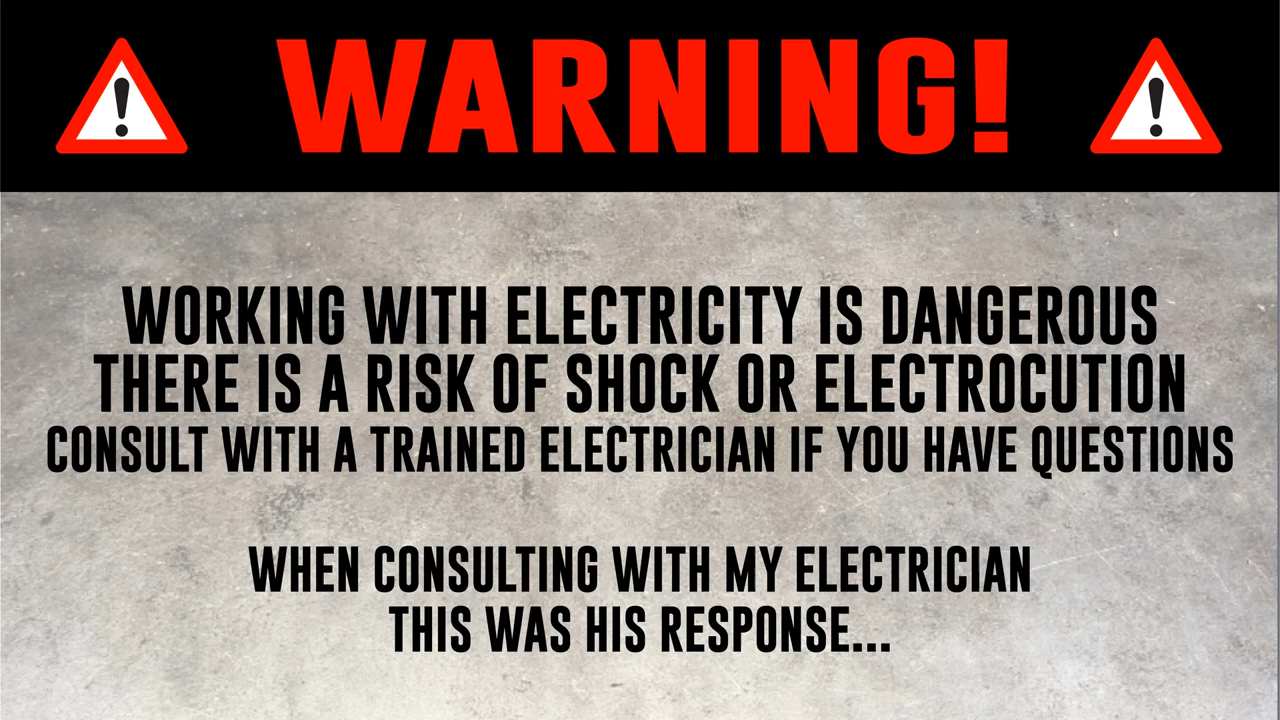 WARNING!
WORKING WITH ELECTRICITY IS DANGEROUS
THERE IS A RISK OF SHOCK OR ELECTROCUTION
CONSULT WITH A TRAINED ELECTRICIAN IF YOU HAVE QUESTIONS
WHEN CONSULTING WITH MY ELECTRICIAN
THIS WAS HIS RESPONSE...